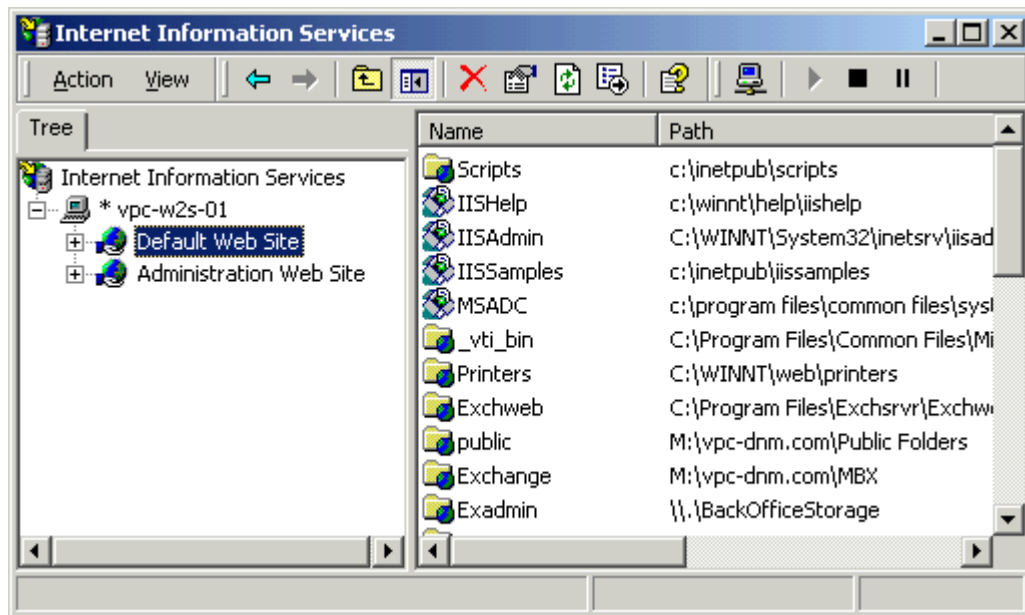 Internet Information Services
Action View
Tree
Internet Information Services
* vpc-w2s-01
Default Web Site
Administration Web Site
Name Path
Scripts c:\inetpub\scripts
IISHelp c:\winnt\help\iishelp
IISAdmin C:\WINNT\System32\inetsrv\iisad
IISSamples c:\inetpub\iissamples
MSADC c:\program files\common files\syst
_vti_bin C:\Program Files\Common Files\Mi
Printers C:\WINNT\web\printers
Exchweb C:\Program Files\Exchsrvr\Exchwe
public M:\vpc-dnm.com\Public Folders
Exchange M:\vpc-dnm.com\MBX
Exadmin \\.\BackOfficeStorage